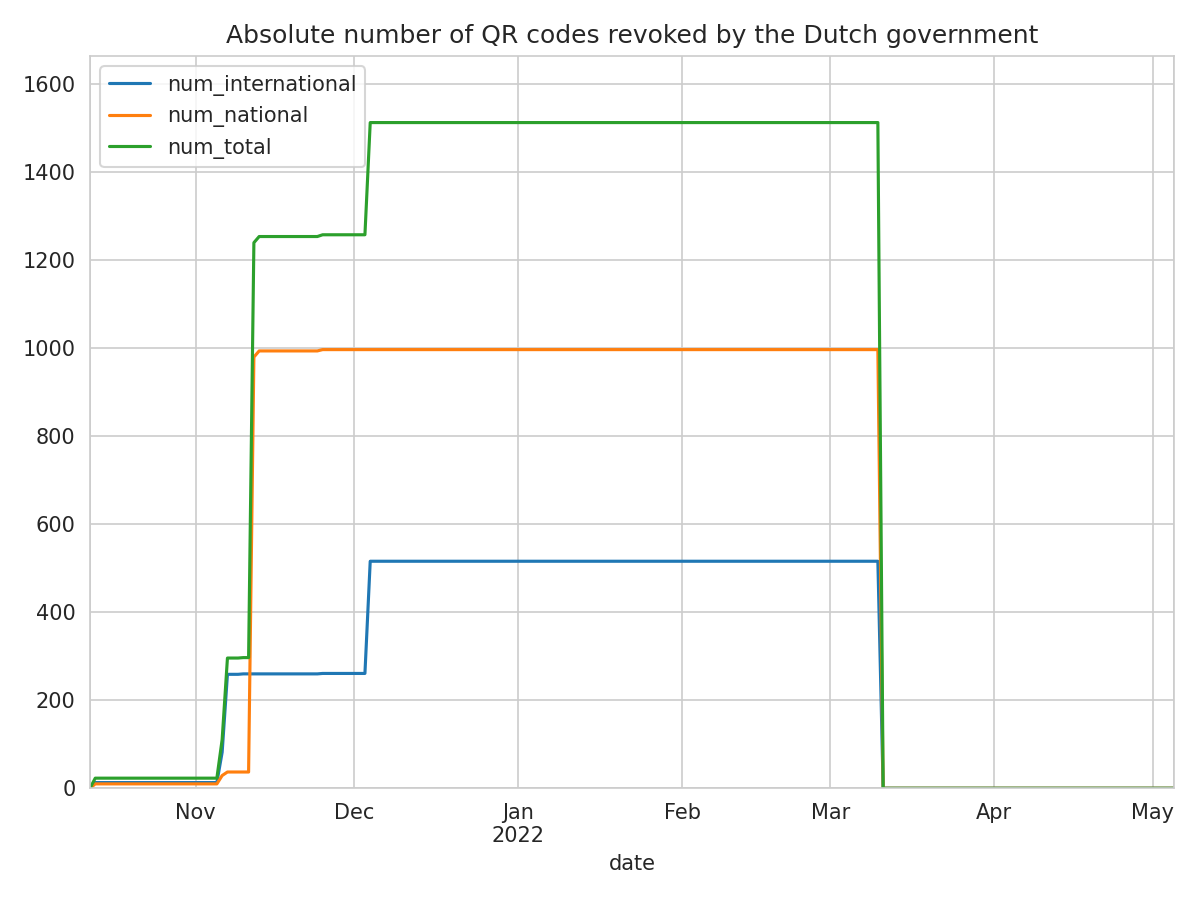 Absolute number of QR codes revoked by the Dutch government
num_international
num_national
num_total
1600
1400
1200
1000
800
600
400
200
0
Nov Dec Jan Feb Mar Apr May
2022
date